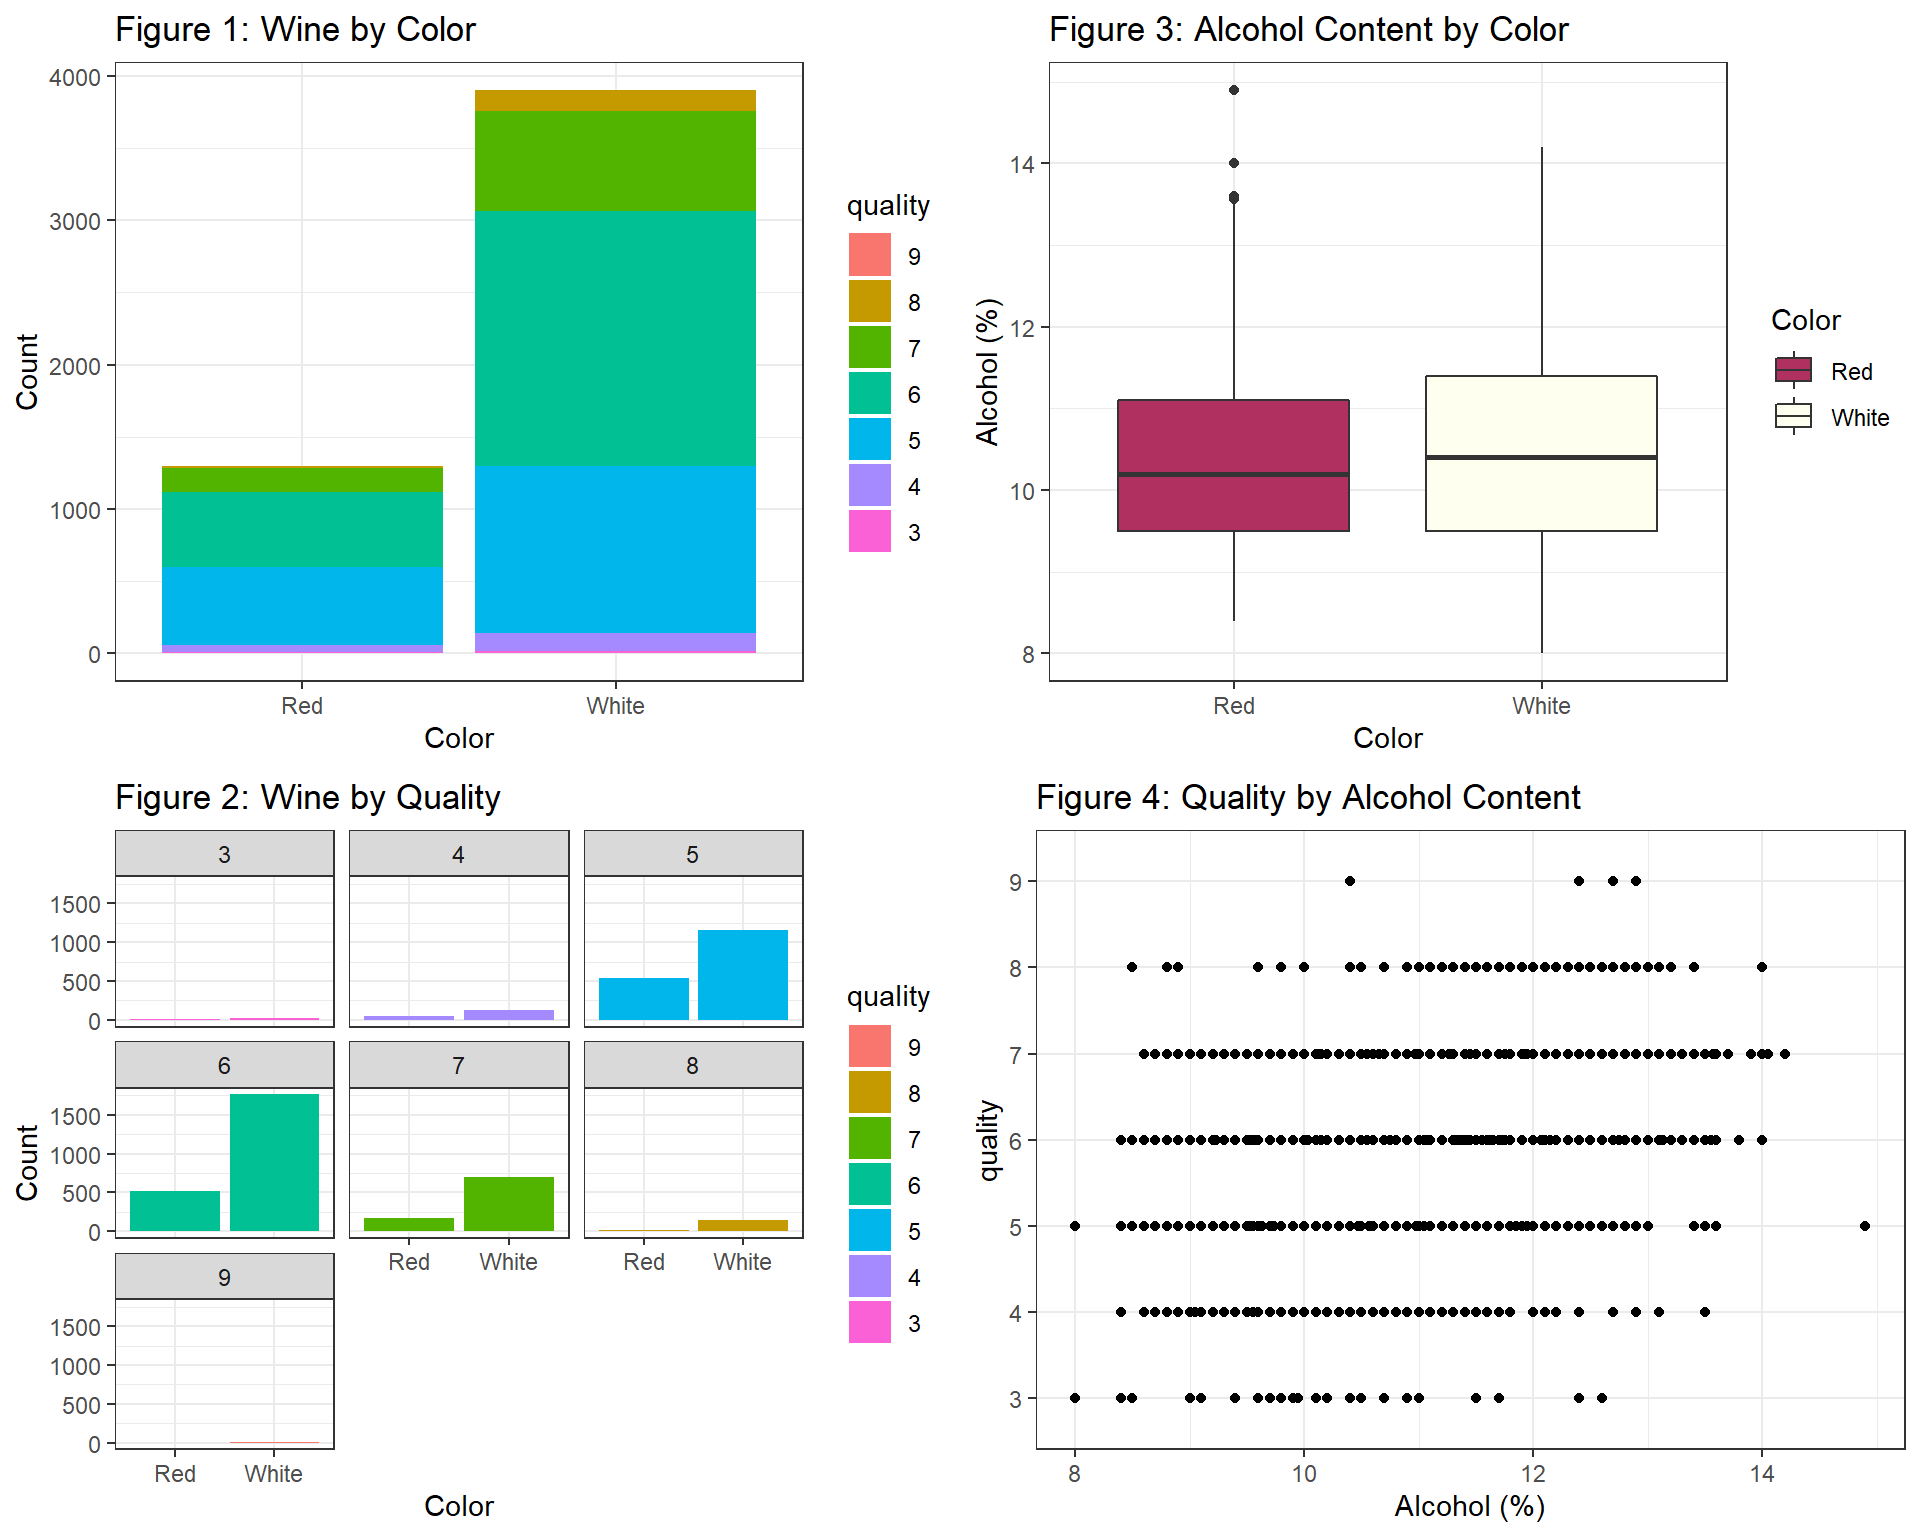 Figure 1: Wine by Color
4000
3000
2000
1000
0
Count
Red White
Color
quality
9
8
7
6
5
4
3
Figure 3: Alcohol Content by Color
14
12
10
8
Alcohol (%)
Red White
Color
Color
Red
White
Figure 2: Wine by Quality
3 4 5
1500
1000
500
0
6 7 8
1500
1000
500
0
Red White Red White
9
1500
1000
500
0
Red White
Count
Color
quality
9
8
7
6
5
4
3
Figure 4: Quality by Alcohol Content
9
8
7
6
5
4
3
quality
8 10 12 14
Alcohol (%)